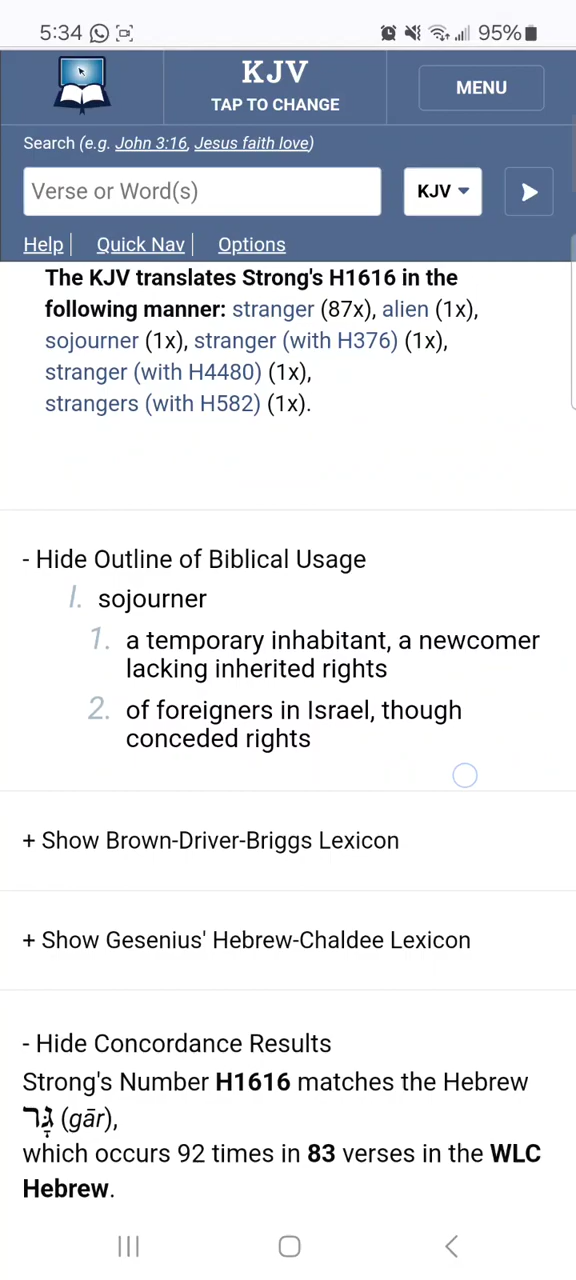 5:34 95%
KJV
TAP TO CHANGE
MENU
Search (e.g. John 3:16, Jesus faith love)
Verse or Word(s)
KJV
Help| Quick Nav| Options
The KJV translates Strong's H1616 in the
following manner: stranger (87x), alien (1x),
sojourner (1x), stranger (with H376) (1x),
stranger (with H4480) (1x),
strangers (with H582) (1x).
- Hide Outline of Biblical Usage
I. sojourner
1. a temporary inhabitant, a newcomer
lacking inherited rights
2. of foreigners in Israel, though
conceded rights
+ Show Brown-Driver-Briggs Lexicon
+ Show Gesenius' Hebrew-Chaldee Lexicon
- Hide Concordance Results
Strong's Number H1616 matches the Hebrew
גָּר (gār),
which occurs 92 times in 83 verses in the WLC
Hebrew.